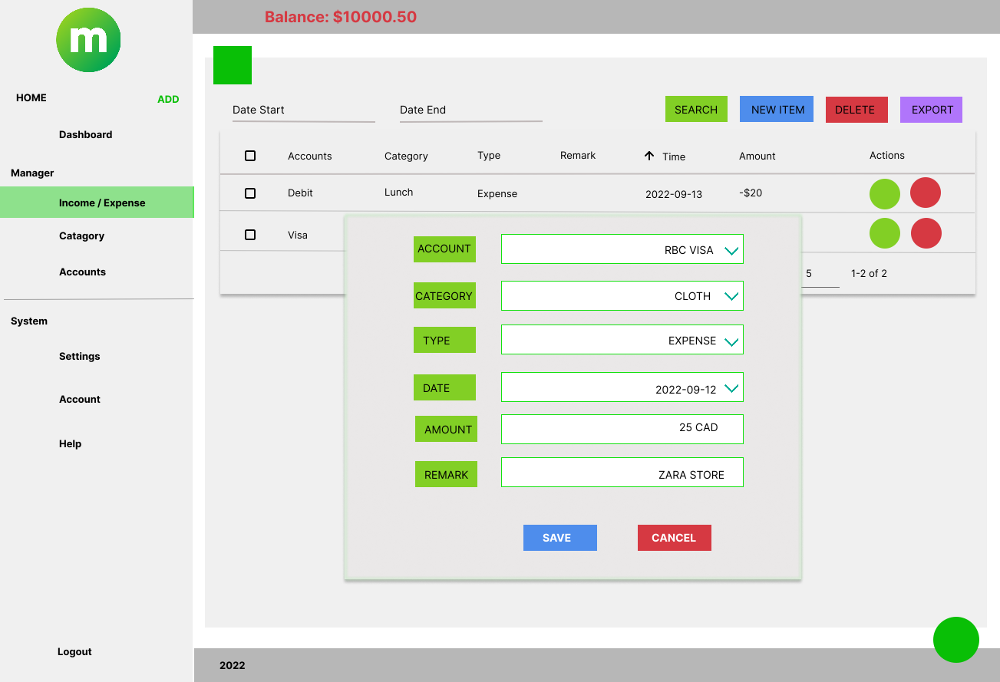 m
Balance: $10000.50
HOME
ADD
Dashboard
Manager
Income / Expense
Catagory
Accounts
System
Settings
Account
Help
Logout
Date Start
Date End
SEARCH
NEW ITEM
DELETE
EXPORT
Accounts Category Type Remark Time Amount Actions
Debit Lunch Expense 2022-09-13 -$20
Visa
5 1-2 of 2
ACCOUNT RBC VISA
CATEGORY CLOTH
TYPE EXPENSE
DATE 2022-09-12
AMOUNT 25 CAD
REMARK ZARA STORE
SAVE CANCEL
2022